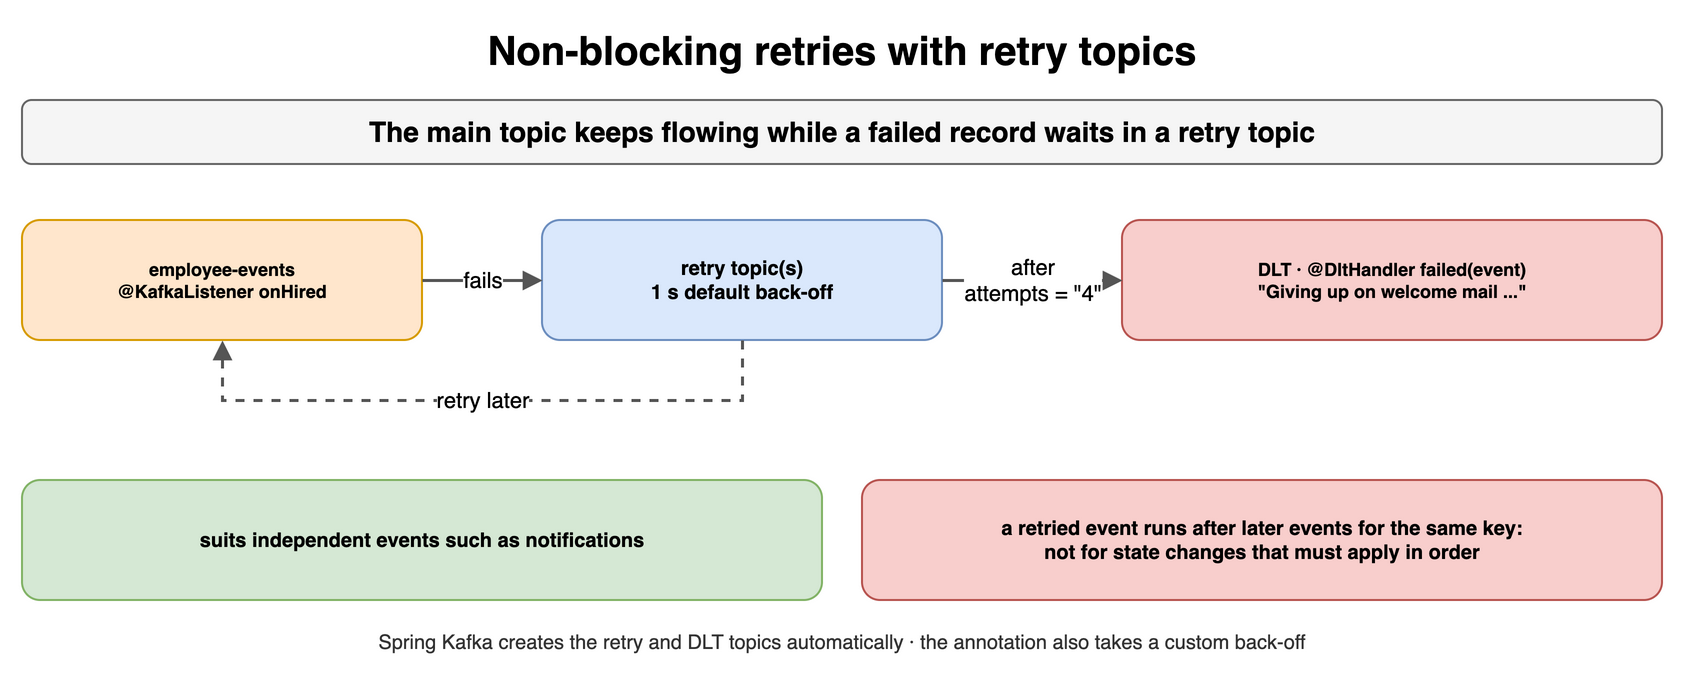 Non-blocking retries with retry topics
The main topic keeps flowing while a failed record waits in a retry topic
employee-events
@KafkaListener onHired
fails
retry topic(s)
1 s default back-off
after
attempts = "4"
DLT · @DltHandler failed(event)
"Giving up on welcome mail ..."
retry later
suits independent events such as notifications
a retried event runs after later events for the same key:
not for state changes that must apply in order
Spring Kafka creates the retry and DLT topics automatically · the annotation also takes a custom back-off